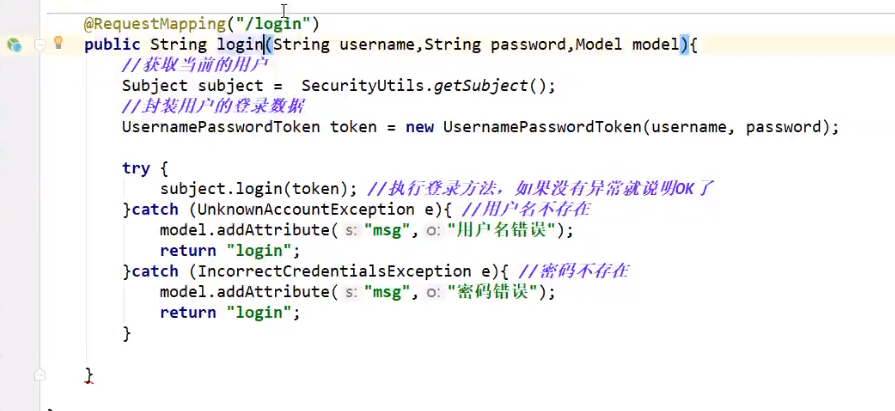 @RequestMapping("/login")
public String login(String username,String password,Model model){
//获取当前的用户
Subject subject =  SecurityUtils.getSubject();
//封装用户的登录数据
UsernamePasswordToken token = new UsernamePasswordToken(username, password);
try {
subject.login(token); //执行登录方法，如果没有异常就说明OK了
}catch (UnknownAccountException e){ //用户名不存在
model.addAttribute( s: "msg", o: "用户名错误");
return "login";
}catch (IncorrectCredentialsException e){ //密码不存在
model.addAttribute( s: "msg", o: "密码错误");
return "login";
}
}